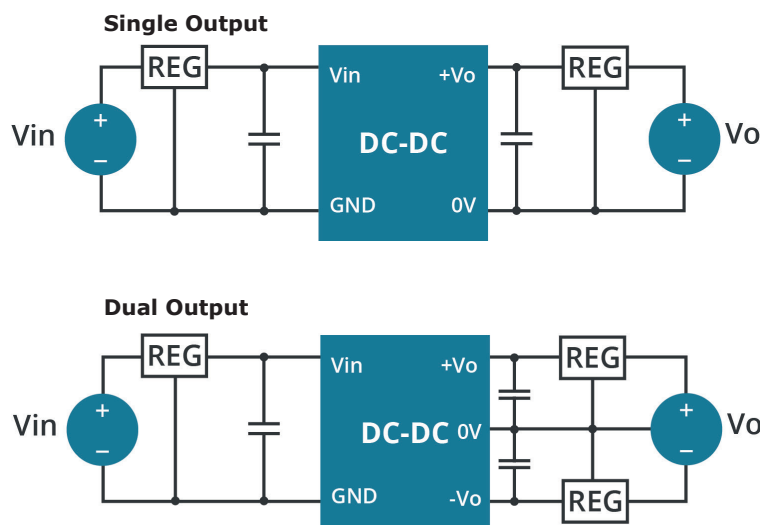 Single Output
REG
REG
Vin
+Vo
Vin
+
−
DC-DC
+
−
Vo
GND
0V
Dual Output
REG
REG
Vin
+Vo
Vin
+
−
DC-DC
0V
+
−
Vo
GND
-Vo
REG